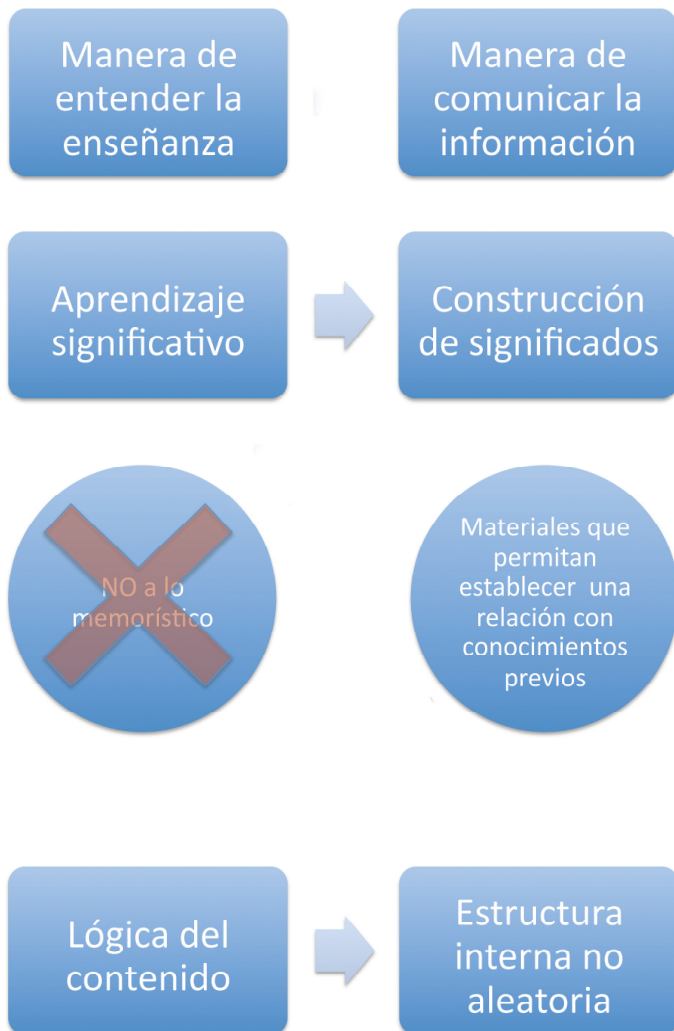 Manera de
entender la
enseñanza
Manera de
comunicar la
información
Aprendizaje
significativo
Construcción
de significados
NO a lo
memorístico
Materiales que
permitan
establecer una
relación con
conocimientos
previos
Lógica del
contenido
Estructura
interna no
aleatoria